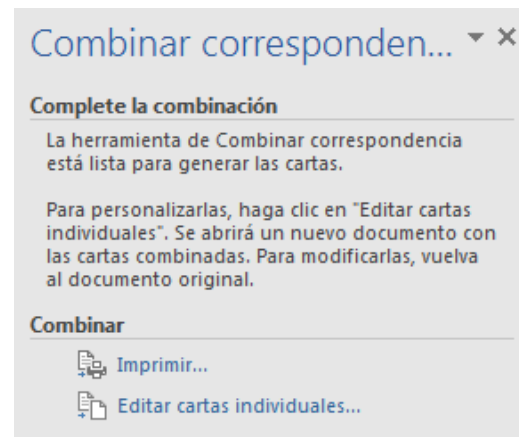 Combinar corresponden...
Complete la combinación
La herramienta de Combinar correspondencia
está lista para generar las cartas.
Para personalizarlas, haga clic en "Editar cartas
individuales". Se abrirá un nuevo documento con
las cartas combinadas. Para modificarlas, vuelva
al documento original.
Combinar
Imprimir...
Editar cartas individuales...